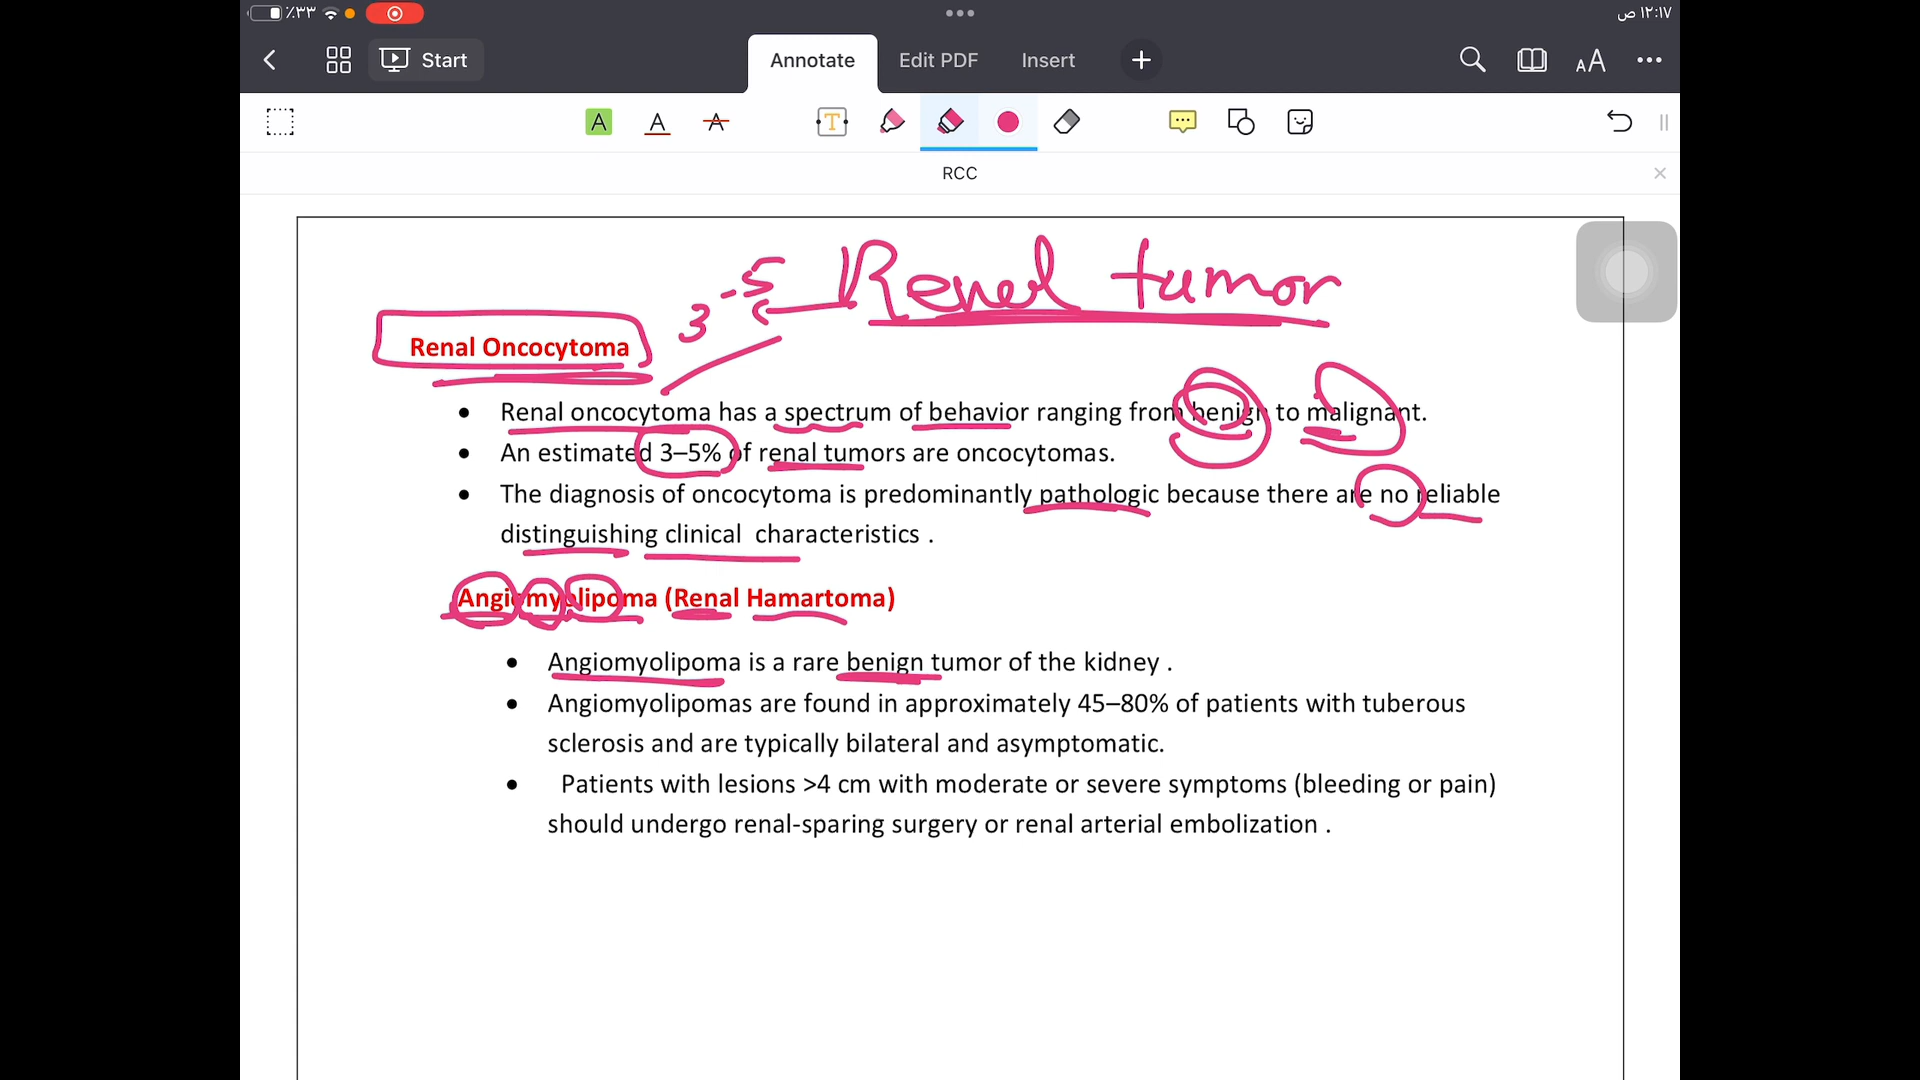 ٪٣٣
١٢:١٧ ص
Start
Annotate
Edit PDF
Insert
AA
A A A T
RCC
3-5 Renal tumor
Renal Oncocytoma
• Renal oncocytoma has a spectrum of behavior ranging from benign to malignant.
• An estimated 3–5% of renal tumors are oncocytomas.
• The diagnosis of oncocytoma is predominantly pathologic because there are no reliable
distinguishing clinical characteristics .
Angiomyolipoma (Renal Hamartoma)
• Angiomyolipoma is a rare benign tumor of the kidney .
• Angiomyolipomas are found in approximately 45–80% of patients with tuberous
sclerosis and are typically bilateral and asymptomatic.
• Patients with lesions >4 cm with moderate or severe symptoms (bleeding or pain)
should undergo renal-sparing surgery or renal arterial embolization .